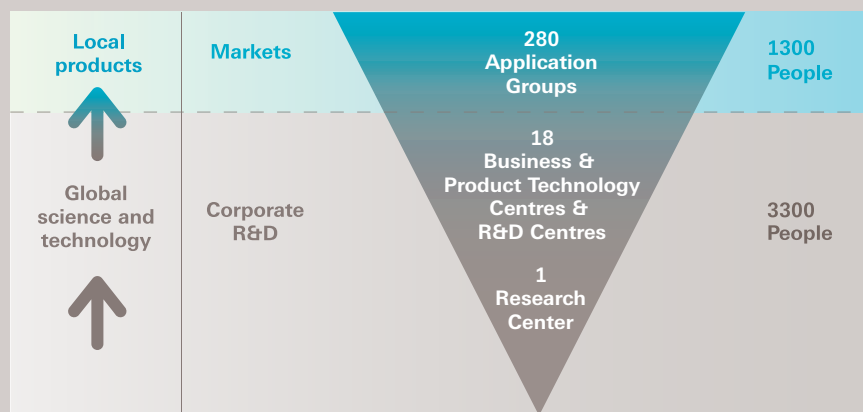 Local
products
Markets
280
Application
Groups
1300
People
Global
science and
technology
Corporate
R&D
18
Business &
Product Technology
Centres &
R&D Centres
1
Research
Center
3300
People